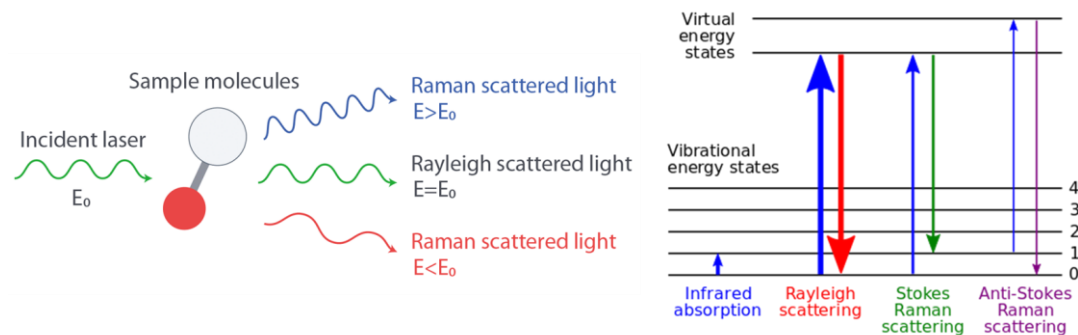 Sample molecules
Incident laser
E₀
Raman scattered light
E>E₀
Rayleigh scattered light
E=E₀
Raman scattered light
E<E₀
Virtual
energy
states
Vibrational
energy states
4
3
2
1
0
Infrared
absorption
Rayleigh
scattering
Stokes
Raman
scattering
Anti-Stokes
Raman
scattering